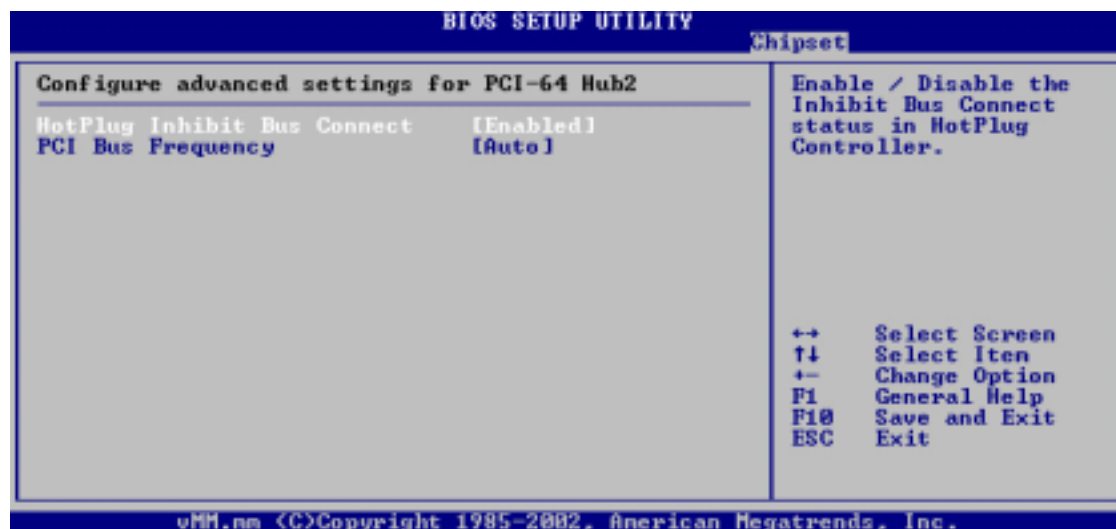 BIOS SETUP UTILITY
Chipset
Configure advanced settings for PCI-64 Hub2
HotPlug Inhibit Bus Connect [Enabled]
PCI Bus Frequency [Auto]
Enable / Disable the
Inhibit Bus Connect
status in HotPlug
Controller.
←→ Select Screen
↑↓ Select Item
+- Change Option
F1 General Help
F10 Save and Exit
ESC Exit
vMM.mm (C)Copyright 1985-2002, American Megatrends, Inc.